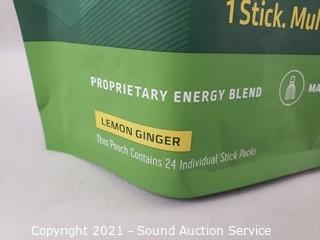 1 Stick. Mul
PROPRIETARY ENERGY BLEND
MA
LEMON GINGER
This Pouch Contains 24 Individual Stick Packs
Copyright 2021 - Sound Auction Service